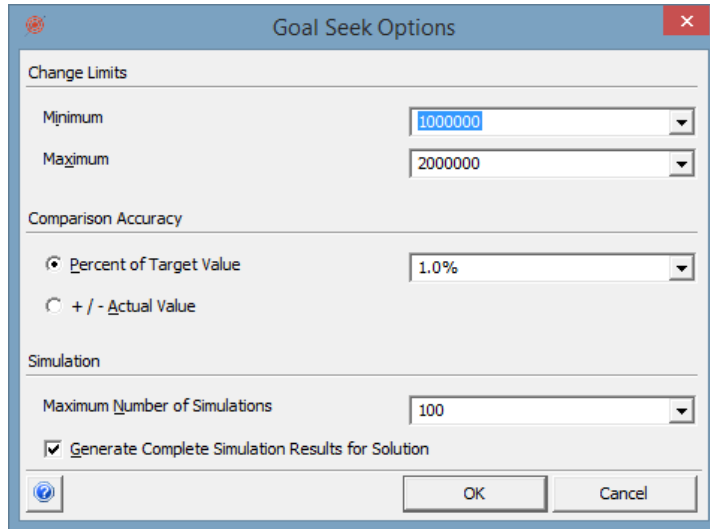 Goal Seek Options
Change Limits
Minimum 1000000
Maximum 2000000
Comparison Accuracy
Percent of Target Value 1.0%
+ / - Actual Value
Simulation
Maximum Number of Simulations 100
Generate Complete Simulation Results for Solution
OK Cancel